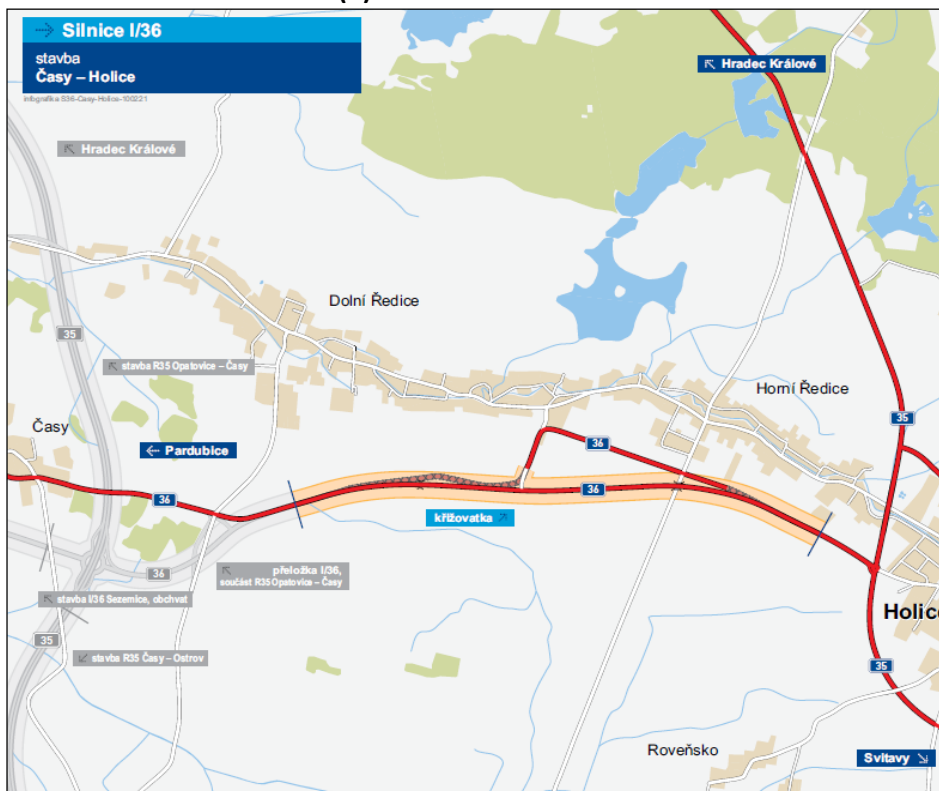 Silnice I/36
stavba
Časy – Holice
infografika S36-Casy-Holice-100221
Hradec Králové
Hradec Králové
Dolní Ředice
35
stavba R35 Opatovice – Časy
Horní Ředice
35
Časy
Pardubice
36
36
36
36
křižovatka
36
přeložka I/36,
součást R35 Opatovice – Časy
stavba I/36 Sezemice, obchvat
Holice
35
stavba R35 Časy – Ostrov
35
Roveňsko
Svitavy